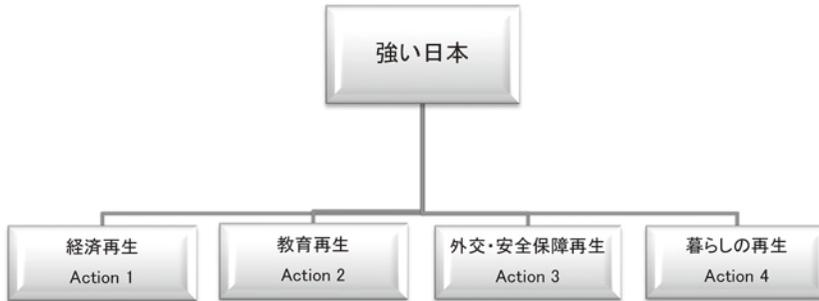 強い日本
経済再生
Action 1
教育再生
Action 2
外交・安全保障再生
Action 3
暮らしの再生
Action 4